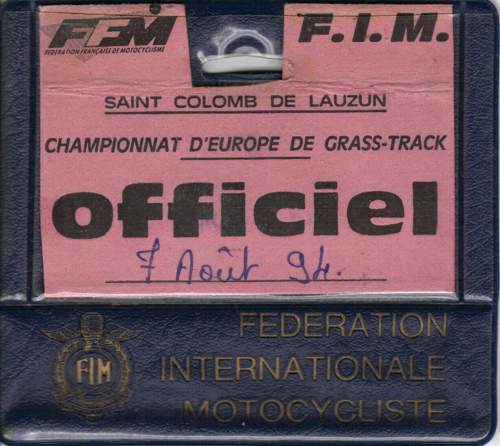 FFM
FEDERATION FRANÇAISE DE MOTOCYCLISME
F.I.M.
SAINT COLOMB DE LAUZUN
CHAMPIONNAT D'EUROPE DE GRASS-TRACK
officiel
7 Août 94.
FIM
FEDERATION
INTERNATIONALE
MOTOCYCLISTE